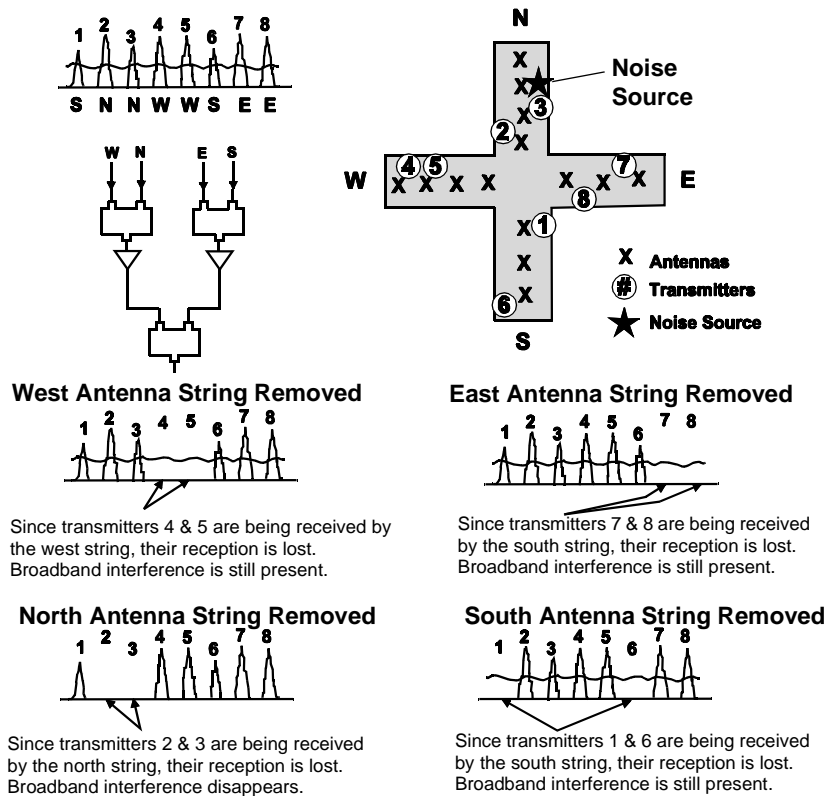 1 2 3 4 5 6 7 8
S N N W W S E E
W N E S
N
Noise
Source
3
2
4 5
7
W
E
8
1
6
S
X Antennas
# Transmitters
Noise Source
West Antenna String Removed
1 2 3 4 5 6 7 8
Since transmitters 4 & 5 are being received by
the west string, their reception is lost.
Broadband interference is still present.
East Antenna String Removed
1 2 3 4 5 6 7 8
Since transmitters 7 & 8 are being received
by the south string, their reception is lost.
Broadband interference is still present.
North Antenna String Removed
1 2 3 4 5 6 7 8
Since transmitters 2 & 3 are being received
by the north string, their reception is lost.
Broadband interference disappears.
South Antenna String Removed
1 2 3 4 5 6 7 8
Since transmitters 1 & 6 are being received
by the south string, their reception is lost.
Broadband interference is still present.